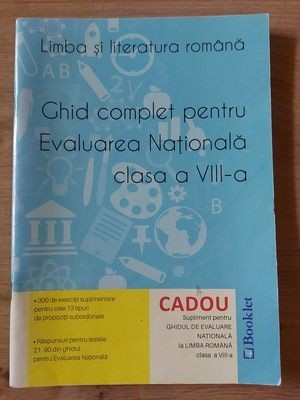 Limba și literatura română
Ghid complet pentru
Evaluarea Națională
clasa a VIII-a
• 300 de exerciții suplimentare
pentru cele 13 tipuri
de propoziții subordonate
• Răspunsuri pentru testele
21- 90 din ghidul
pentru Evaluarea Națională
CADOU
Supliment pentru
GHIDUL DE EVALUARE
NAȚIONALĂ
la LIMBA ROMÂNĂ
clasa a VIII-a
Booklet